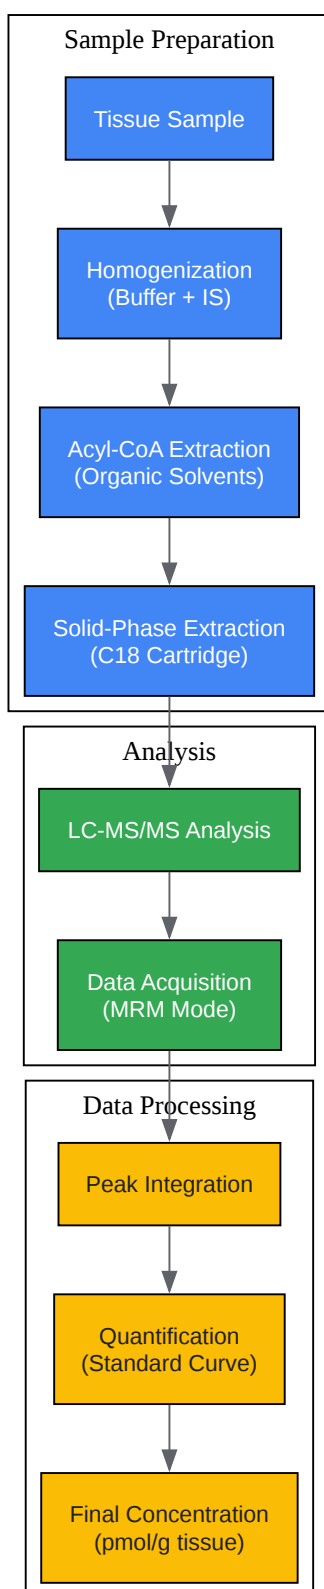 Sample Preparation
Tissue Sample
Homogenization
(Buffer + IS)
Acyl-CoA Extraction
(Organic Solvents)
Solid-Phase Extraction
(C18 Cartridge)
Analysis
LC-MS/MS Analysis
Data Acquisition
(MRM Mode)
Data Processing
Peak Integration
Quantification
(Standard Curve)
Final Concentration
(pmol/g tissue)